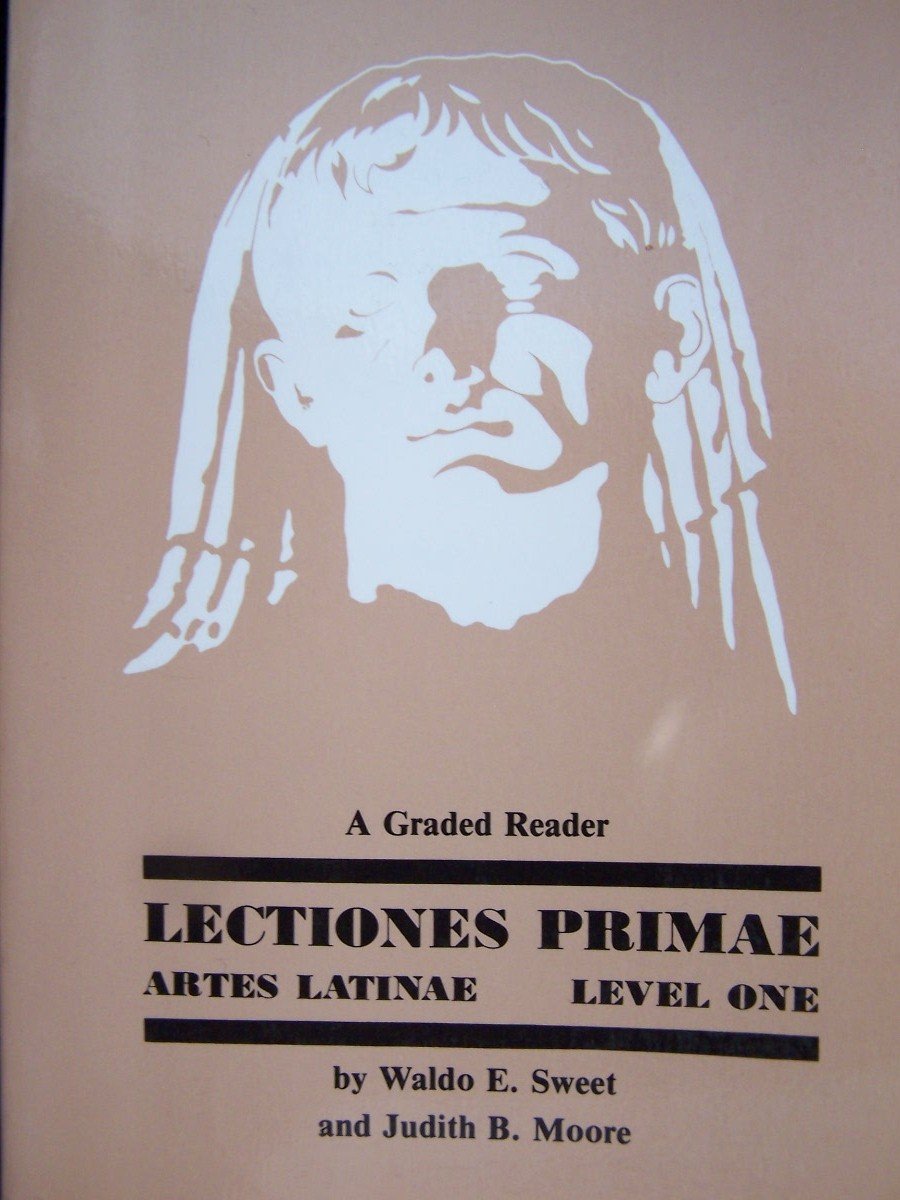 A Graded Reader
LECTIONES PRIMAE
ARTES LATINAE LEVEL ONE
by Waldo E. Sweet
and Judith B. Moore